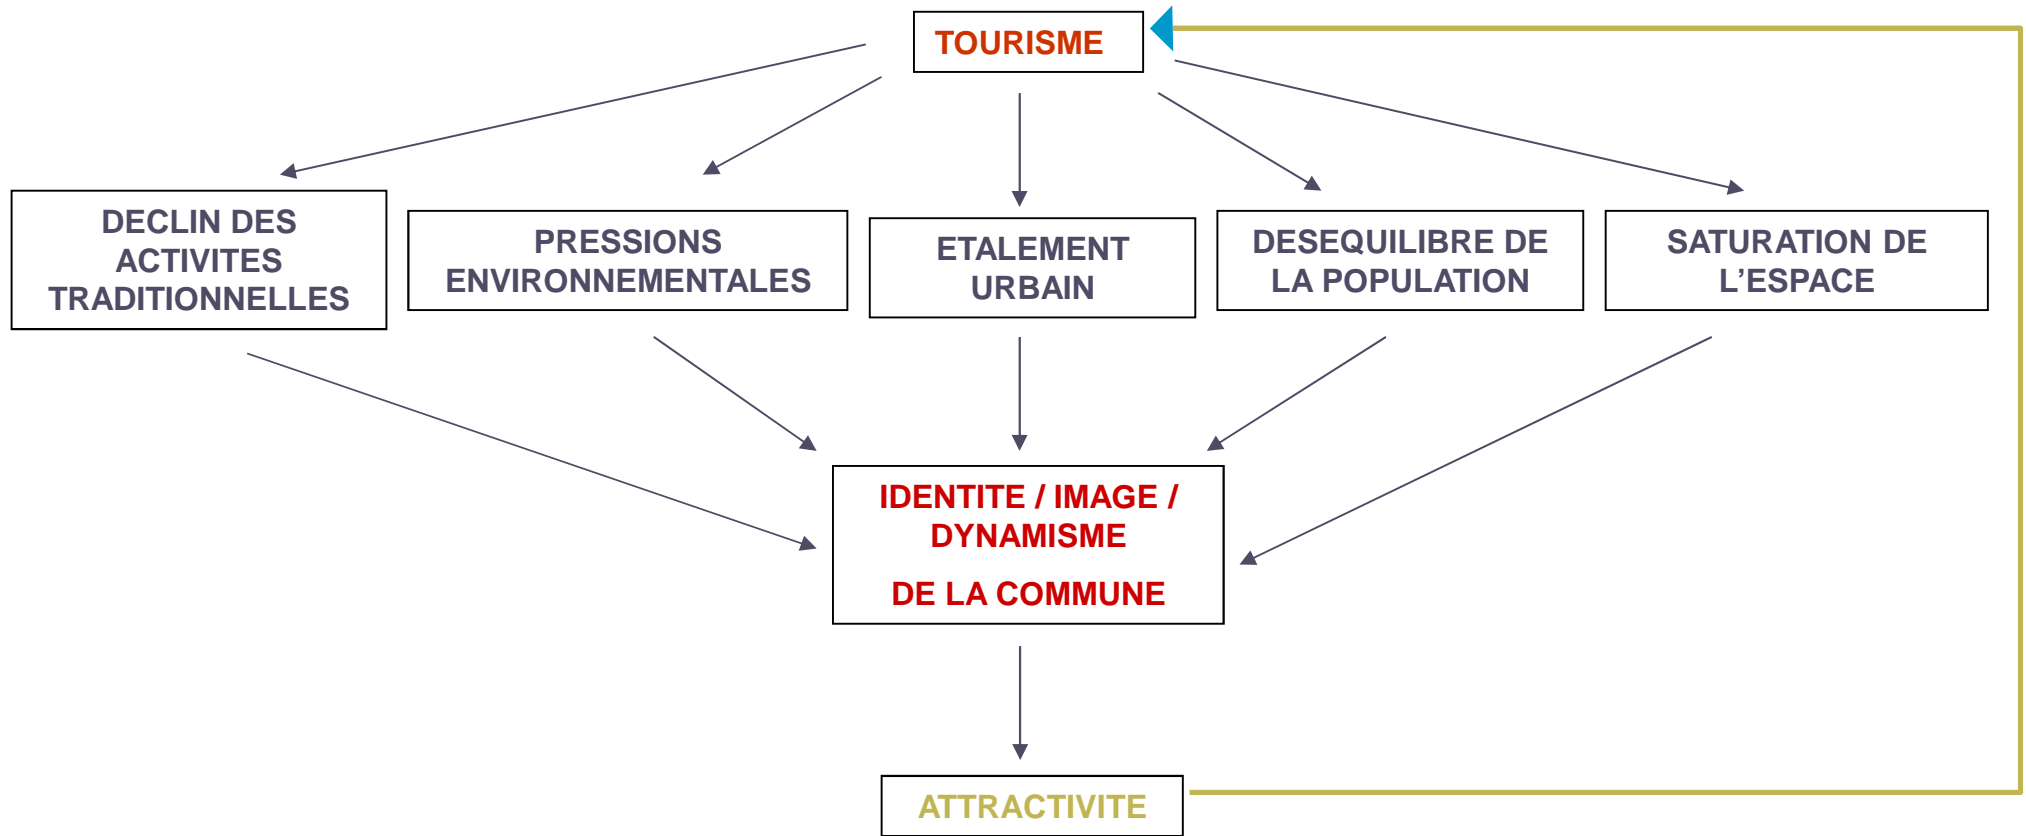 TOURISME
DECLIN DES
ACTIVITES
TRADITIONNELLES
PRESSIONS
ENVIRONNEMENTALES
ETALEMENT
URBAIN
DESEQUILIBRE DE
LA POPULATION
SATURATION DE
L’ESPACE
IDENTITE / IMAGE /
DYNAMISME
DE LA COMMUNE
ATTRACTIVITE